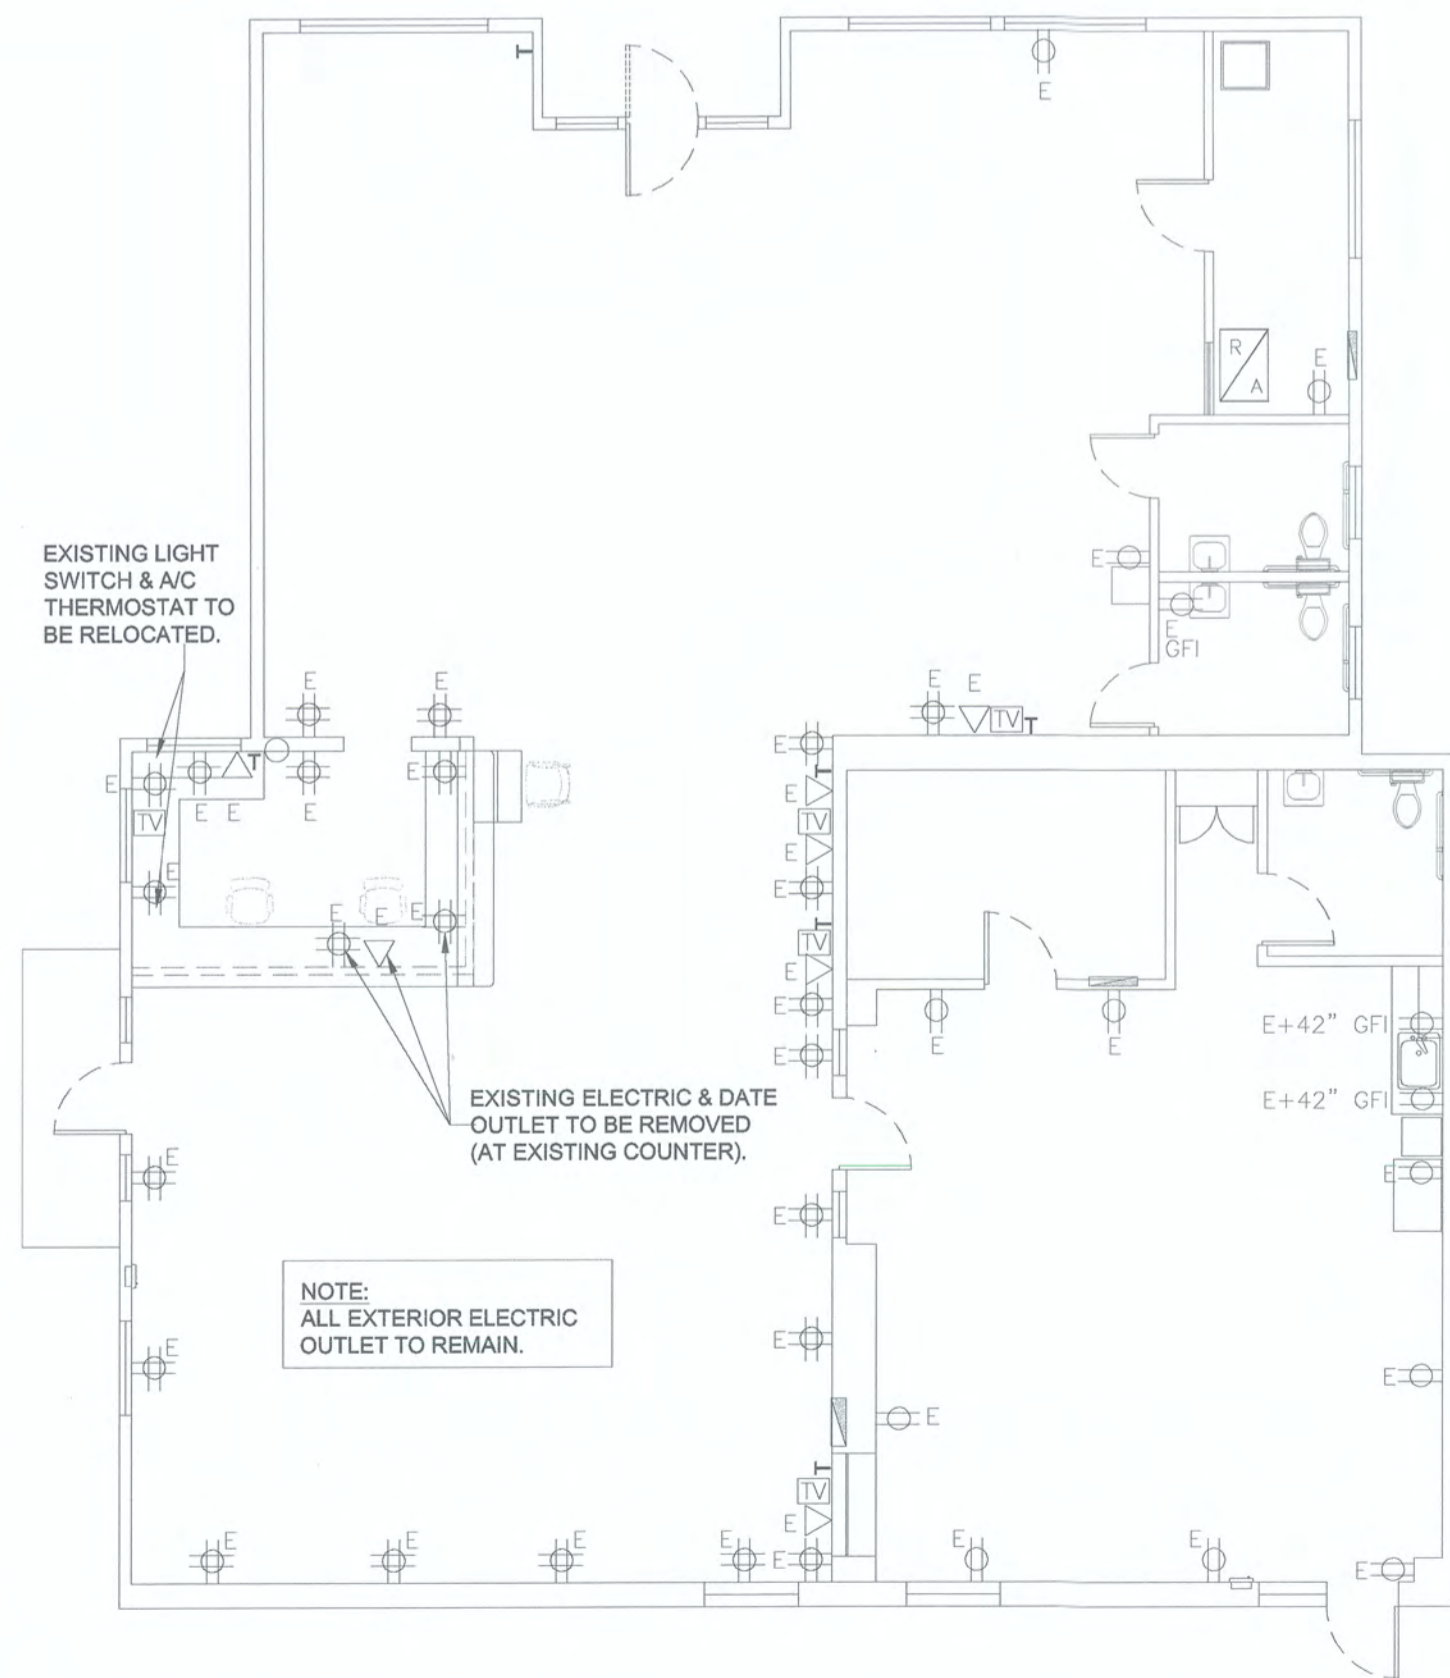 T
E
R
A
E
EXISTING LIGHT
SWITCH & A/C
THERMOSTAT TO
BE RELOCATED.
E
E
GFI
E
E
E
E
TV
T
E
T
E
E
E
TV
E
E
E
T
E
TV
E
E
E
E
E
E
T
TV
E
E
E
E
E
E+42" GFI
E+42" GFI
EXISTING ELECTRIC & DATE
OUTLET TO BE REMOVED
(AT EXISTING COUNTER).
E
E
E
NOTE:
ALL EXTERIOR ELECTRIC
OUTLET TO REMAIN.
E
E
E
E
T
TV
E
E
E
E
E
E
E
E
E